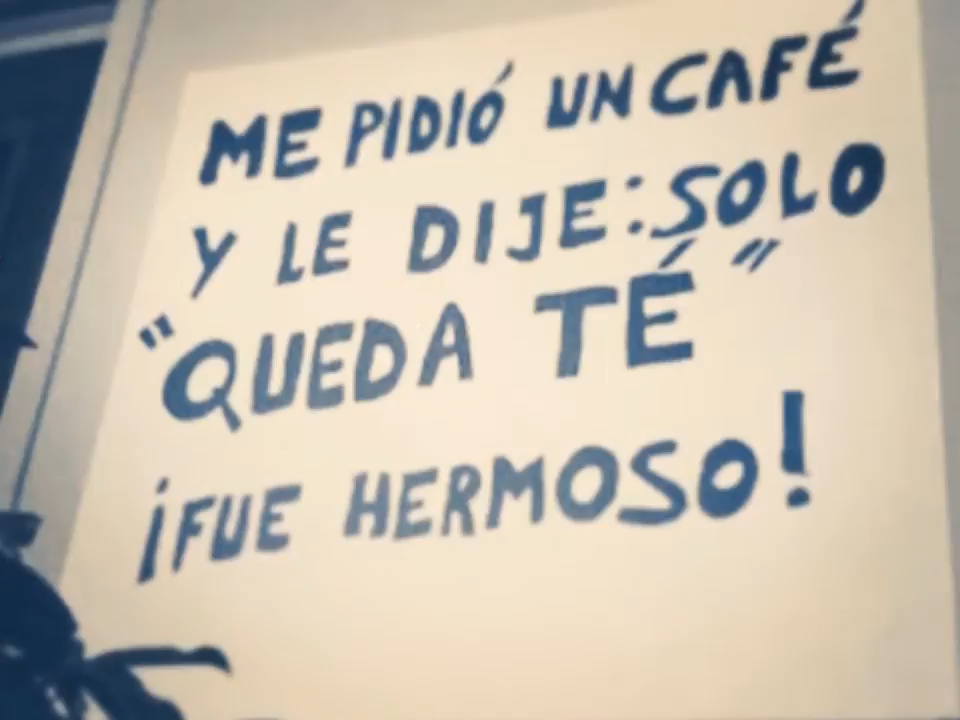 ME PIDIÓ UN CAFÉ
Y LE DIJE: SOLO
"QUEDA TÉ"
¡FUE HERMOSO!